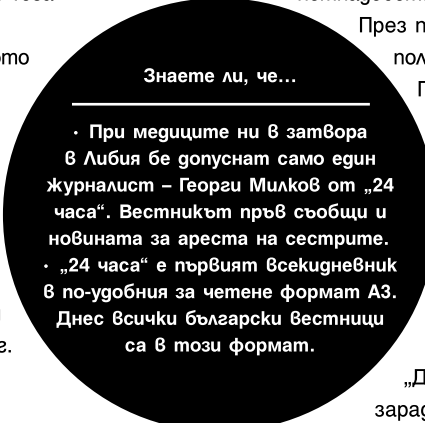 През
Знаете ли, че...
· При медиците ни в затвора
в Либия бе допуснат само един
журналист – Георги Милков от „24
часа“. Вестникът пръв съобщи и
новината за ареста на сестрите.
· „24 часа“ е първият всекидневник
в по-удобния за четене формат А3.
Днес всички български вестници
са в този формат.